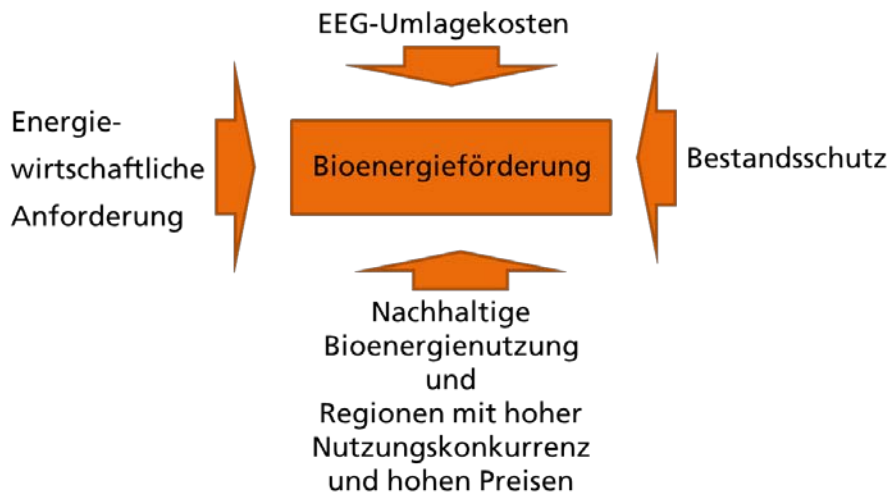 EEG-Umlagekosten
Energie-
wirtschaftliche
Anforderung
Bioenergieförderung
Bestandsschutz
Nachhaltige
Bioenergienutzung
und
Regionen mit hoher
Nutzungskonkurrenz
und hohen Preisen